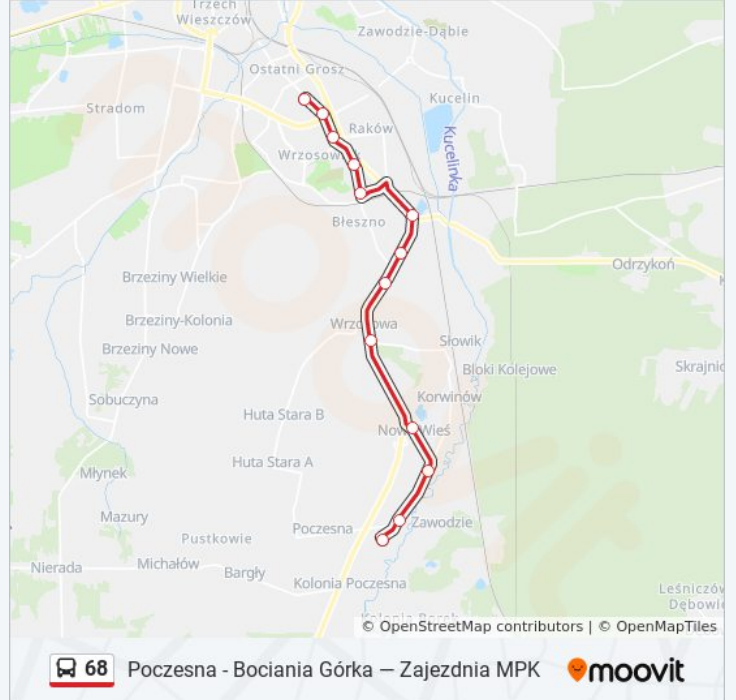 Trzech
Wieszczów
Zawodzie-Dąbie
Ostatni Grosz
Stradom
Kucelin
Raków
Kucelinka
Wrzosow
Błeszno
Odrzykoń
Brzeziny Wielkie
Brzeziny-Kolonia
Wrzosowa
Brzeziny Nowe
Słowik
Bloki Kolejowe
Skrajnic
Sobuczyna
Korwinów
Huta Stara B
Nowa Wieś
Huta Stara A
Młynek
Mazury
Poczesna
Zawodzie
Pustkowie
Nierada
Michałów
Bargły
Kolonia Poczesna
Leśniczów
Dębowie
© OpenStreetMap contributors | © OpenMapTiles
68 Poczesna - Bociania Górka — Zajezdnia MPK moovit